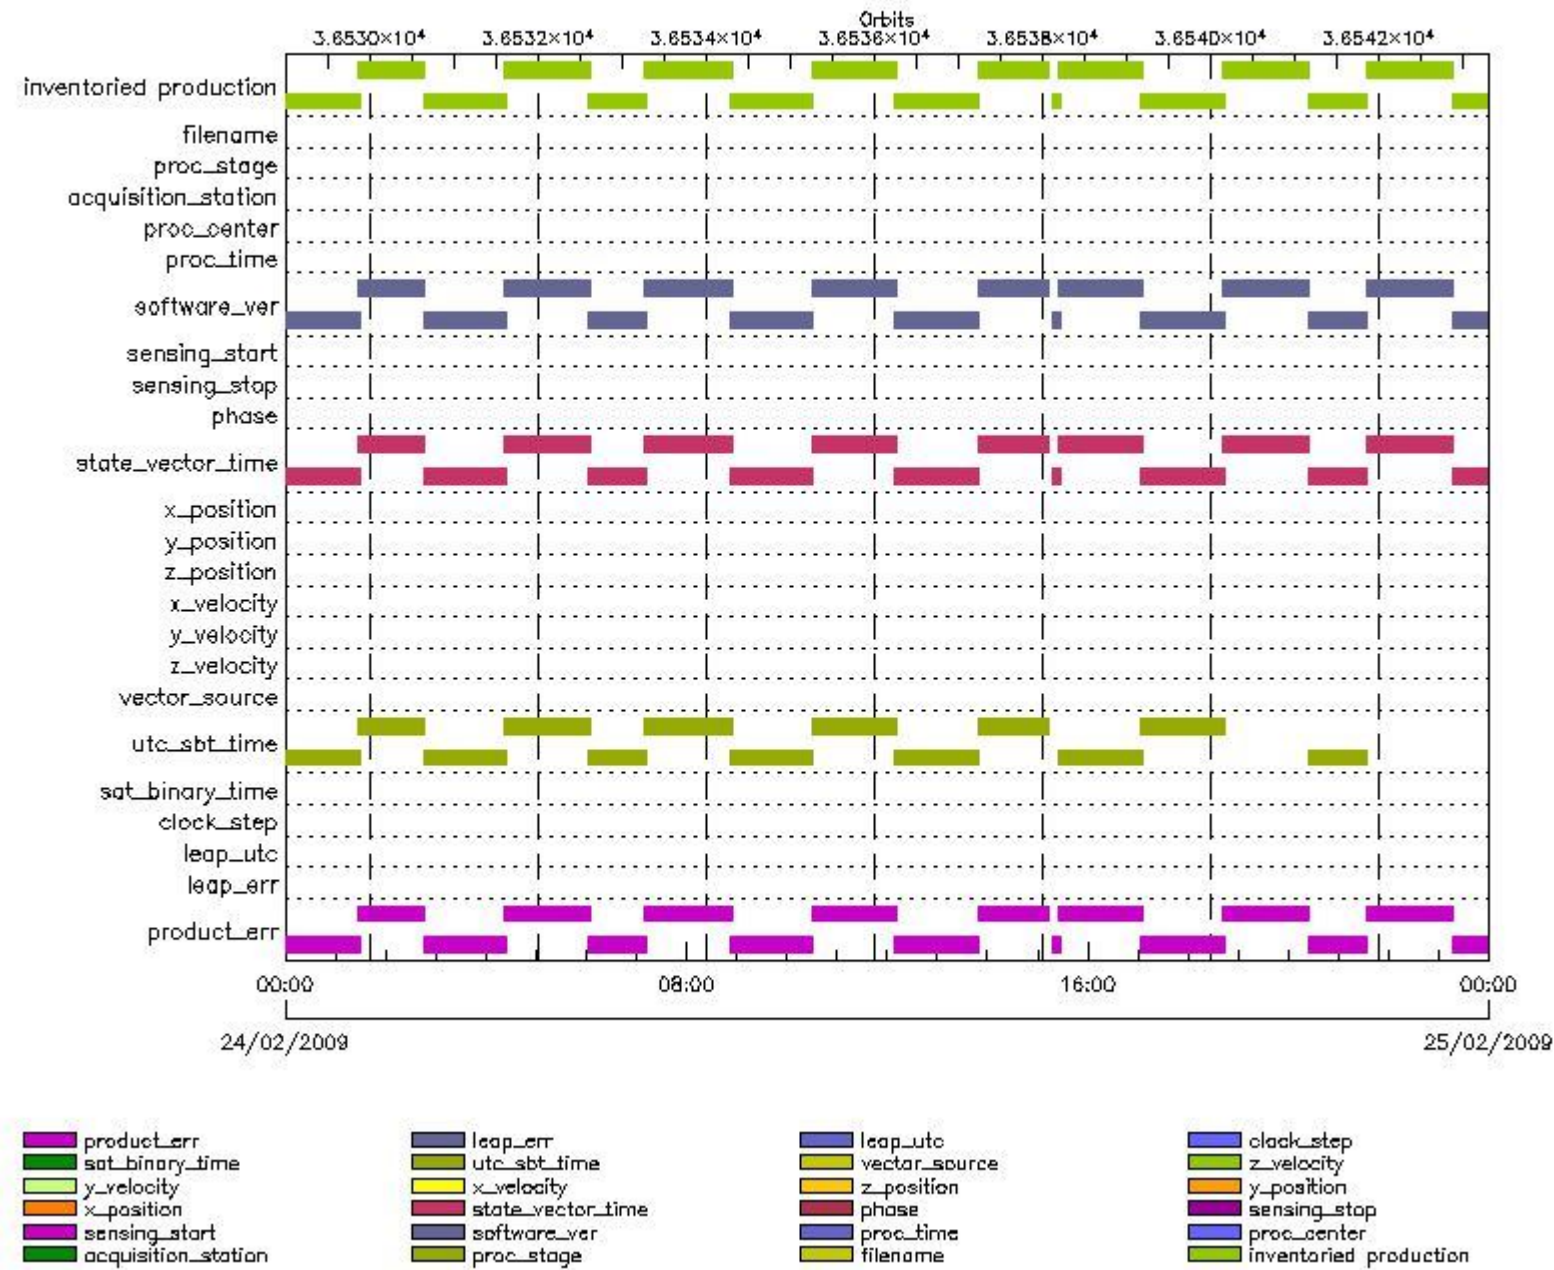 Orbits
3.6530×10⁴ 3.6532×10⁴ 3.6534×10⁴ 3.6536×10⁴ 3.6538×10⁴ 3.6540×10⁴ 3.6542×10⁴
inventoried production
filename
proc_stage
acquisition_station
proc_center
proc_time
software_ver
sensing_start
sensing_stop
phase
state_vector_time
x_position
y_position
z_position
x_velocity
y_velocity
z_velocity
vector_source
utc_sbt_time
sat_binary_time
clock_step
leap_utc
leap_err
product_err
00:00 08:00 16:00 00:00
24/02/2009 25/02/2009
product_err leap_err leap_utc clock_step
sat_binary_time utc_sbt_time vector_source z_velocity
y_velocity x_velocity z_position y_position
x_position state_vector_time phase sensing_stop
sensing_start software_ver proc_time proc_center
acquisition_station proc_stage filename inventoried production